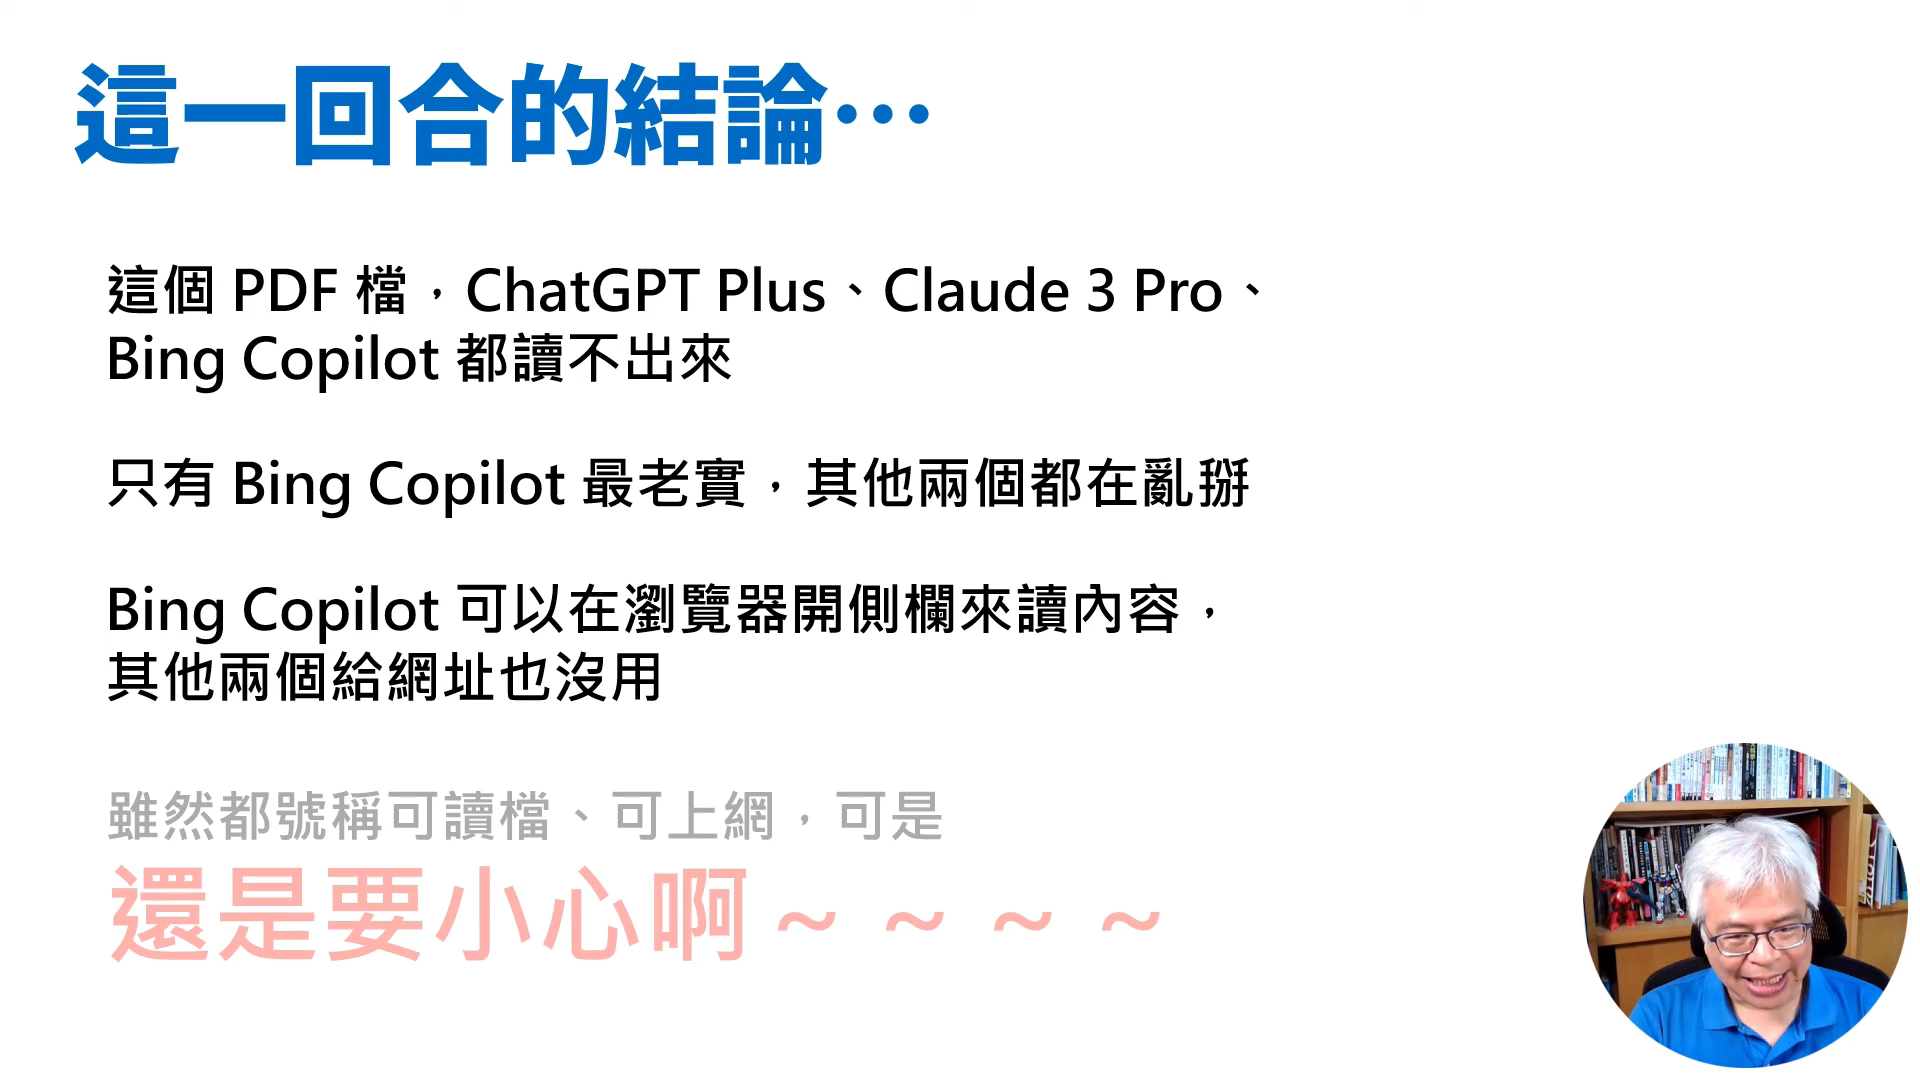 這一回合的結論…
這個 PDF 檔，ChatGPT Plus、Claude 3 Pro、
Bing Copilot 都讀不出來
只有 Bing Copilot 最老實，其他兩個都在亂掰
Bing Copilot 可以在瀏覽器開側欄來讀內容，
其他兩個給網址也沒用
雖然都號稱可讀檔、可上網，可是
還是要小心啊～～～～